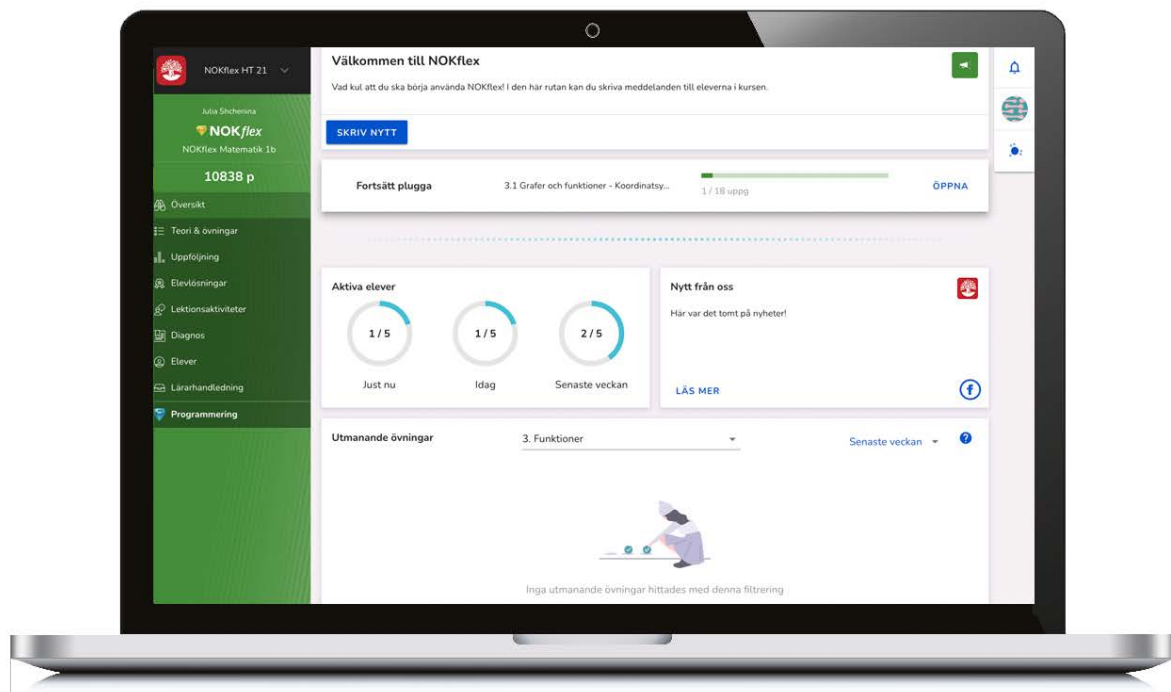 NOKflex HT 21
Julia Shchenina
NOKflex
NOKflex Matematik 1b
10838 p
Översikt
Teori & övningar
Uppföljning
Elevlösningar
Lektionsaktiviteter
Diagnos
Elever
Lärarhandledning
Programmering
Välkommen till NOKflex
Vad kul att du ska börja använda NOKflex! I den här rutan kan du skriva meddelanden till eleverna i kursen.
SKRIV NYTT
Fortsätt plugga
3.1 Grafer och funktioner - Koordinatsy...
1 / 18 uppg
ÖPPNA
Aktiva elever
1 / 5
1 / 5
2 / 5
Just nu
Idag
Senaste veckan
Nytt från oss
Här var det tomt på nyheter!
LÄS MER
Utmanande övningar
3. Funktioner
Senaste veckan
Inga utmanande övningar hittades med denna filtrering